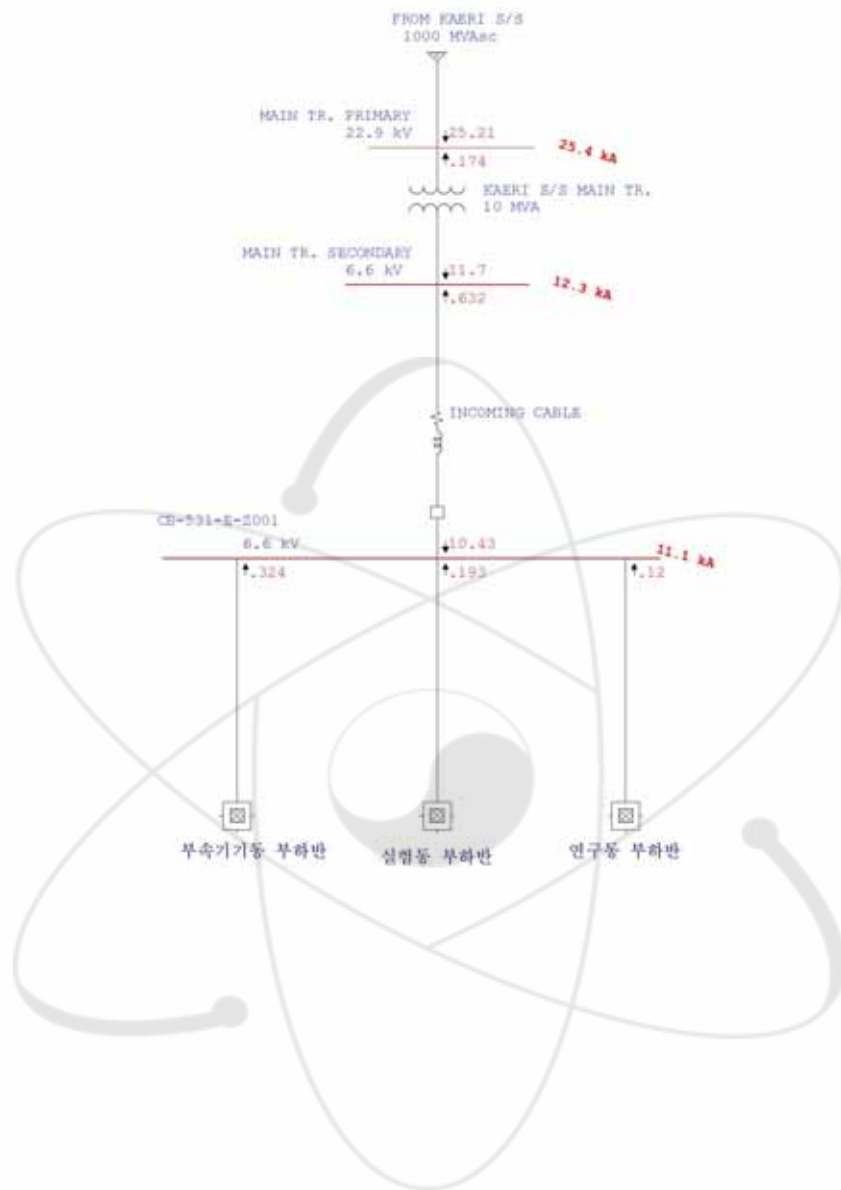 FROM KAERI S/S
1000 MVAsc
MAIN TR. PRIMARY
22.9 kV
25.21
25.4 kA
.174
KAERI S/S MAIN TR.
10 MVA
MAIN TR. SECONDARY
6.6 kV
11.7
12.3 kA
.632
INCOMING CABLE
CB-531-E-Z001
6.6 kV
10.43
11.1 kA
.324
.193
.12
부속기기동 부하반
실험동 부하반
연구동 부하반